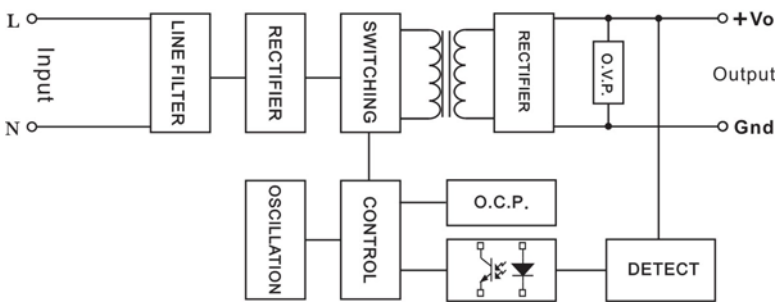 L
Input
N
LINE FILTER
RECTIFIER
SWITCHING
RECTIFIER
O.V.P.
+Vo
Output
Gnd
OSCILLATION
CONTROL
O.C.P.
DETECT